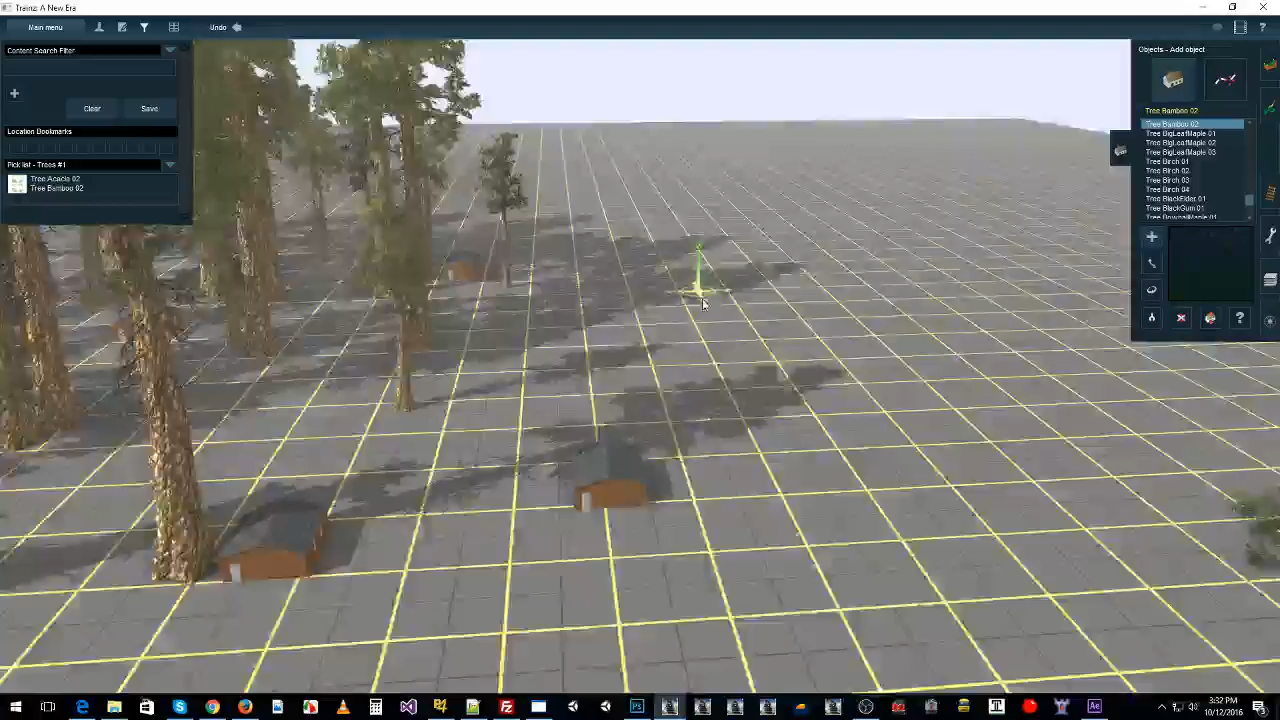 Trainz: A New Era
Main menu
Undo
Content Search Filter
Clear
Save
Location Bookmarks
Pick list - Trees #1
Tree Acacia 02
Tree Bamboo 02
Objects - Add object
Tree Bamboo 02
Tree Bamboo 02
Tree BigLeafMaple 01
Tree BigLeafMaple 02
Tree BigLeafMaple 03
Tree Birch 01
Tree Birch 02
Tree Birch 03
Tree Birch 04
Tree BlackElder 01
Tree BlackGum 01
3:32 PM
10/12/2016